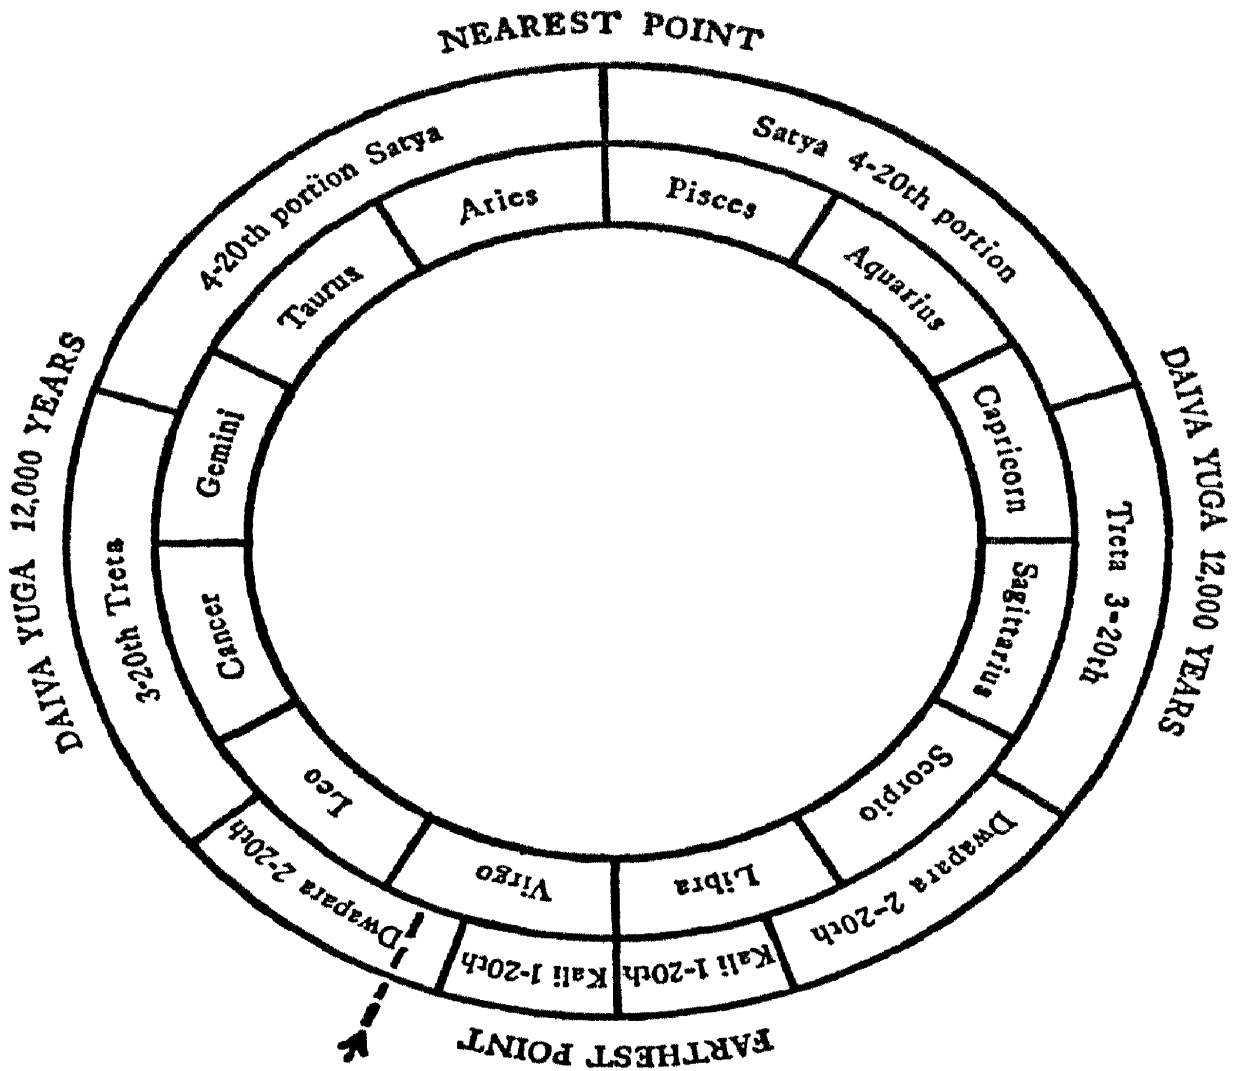 NEAREST POINT
4-20th portion Satya
Satya 4-20th portion
Aries
Pisces
Taurus
Aquarius
Gemini
Capricorn
DAIVA YUGA 12,000 YEARS
DAIVA YUGA 12,000 YEARS
3-20th Treta
Treta 3-20th
Cancer
Sagittarius
Leo
Scorpio
Virgo
Libra
Dwapara 2-20th
Dwapara 2-20th
Kali 1-20th
Kali 1-20th
FARTHEST POINT